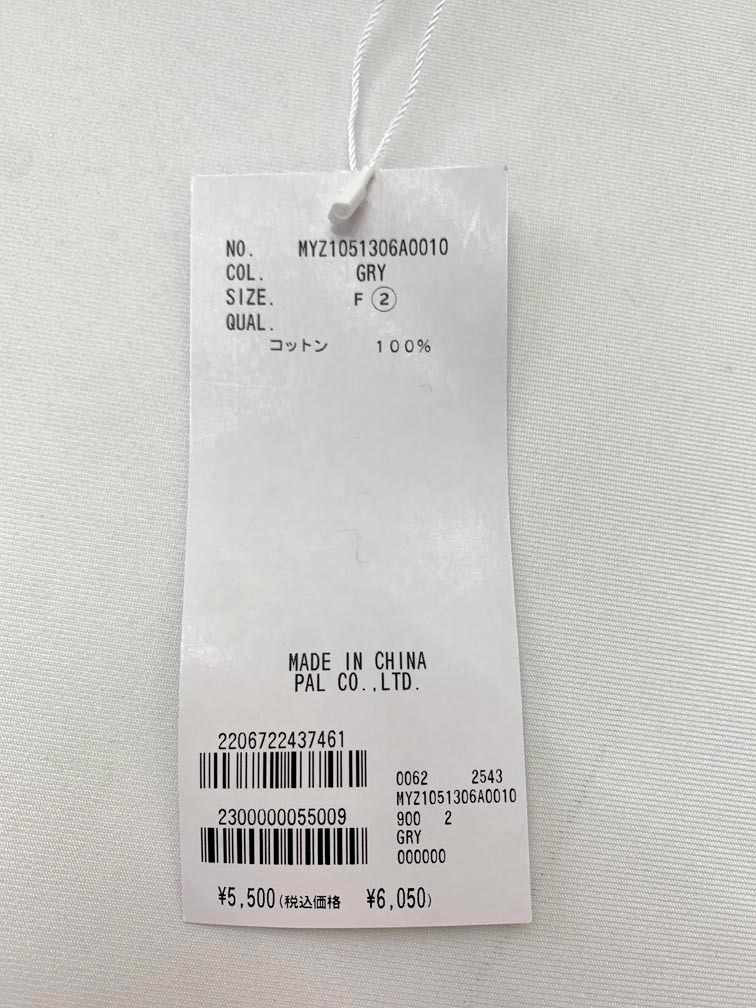 NO. MYZ1051306A0010
COL. GRY
SIZE. F ②
QUAL.
コットン 100%
MADE IN CHINA
PAL CO.,LTD.
2206722437461
2300000055009
0062 2543
MYZ1051306A0010
900 2
GRY
000000
¥5,500(税込価格 ¥6,050)